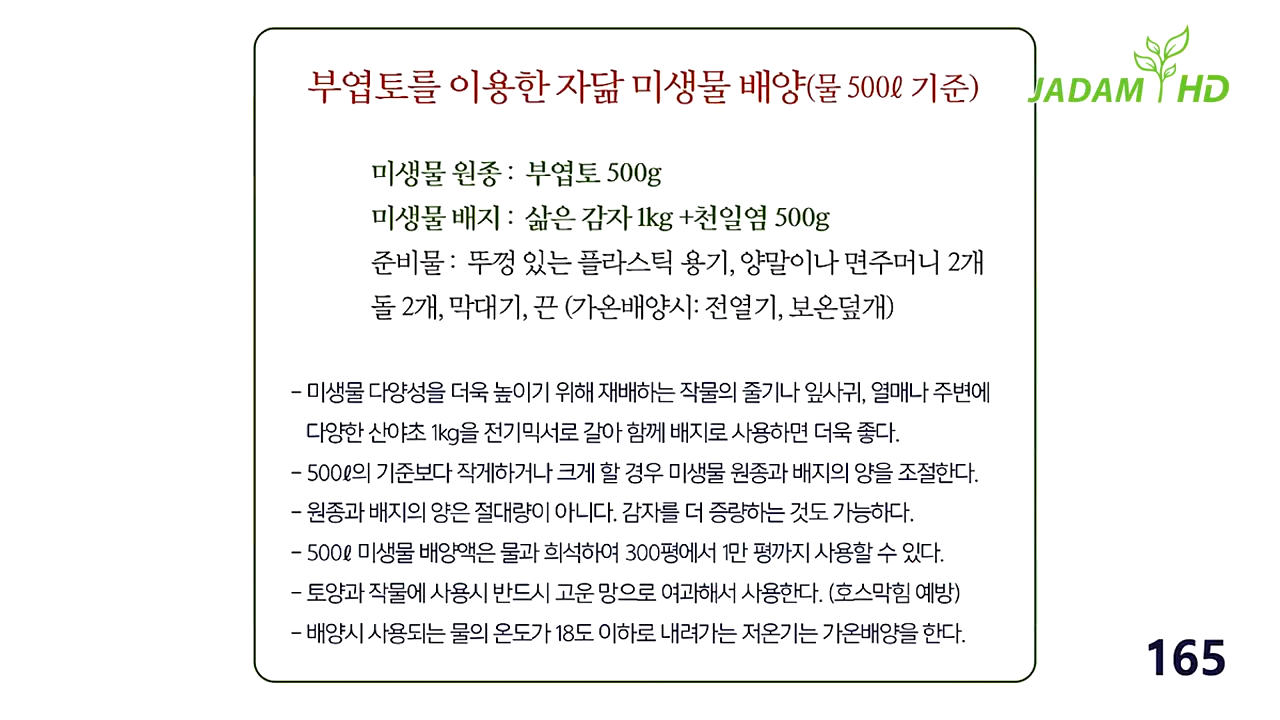 부엽토를 이용한 자닮 미생물 배양(물 500ℓ 기준)
JADAM HD
미생물 원종 : 부엽토 500g
미생물 배지 : 삶은 감자 1kg +천일염 500g
준비물 : 뚜껑 있는 플라스틱 용기, 양말이나 면주머니 2개
돌 2개, 막대기, 끈 (가온배양시: 전열기, 보온덮개)
- 미생물 다양성을 더욱 높이기 위해 재배하는 작물의 줄기나 잎사귀, 열매나 주변에
다양한 산야초 1kg을 전기믹서로 갈아 함께 배지로 사용하면 더욱 좋다.
- 500ℓ의 기준보다 작게하거나 크게 할 경우 미생물 원종과 배지의 양을 조절한다.
- 원종과 배지의 양은 절대량이 아니다. 감자를 더 증량하는 것도 가능하다.
- 500ℓ 미생물 배양액은 물과 희석하여 300평에서 1만 평까지 사용할 수 있다.
- 토양과 작물에 사용시 반드시 고운 망으로 여과해서 사용한다. (호스막힘 예방)
- 배양시 사용되는 물의 온도가 18도 이하로 내려가는 저온기는 가온배양을 한다.
165